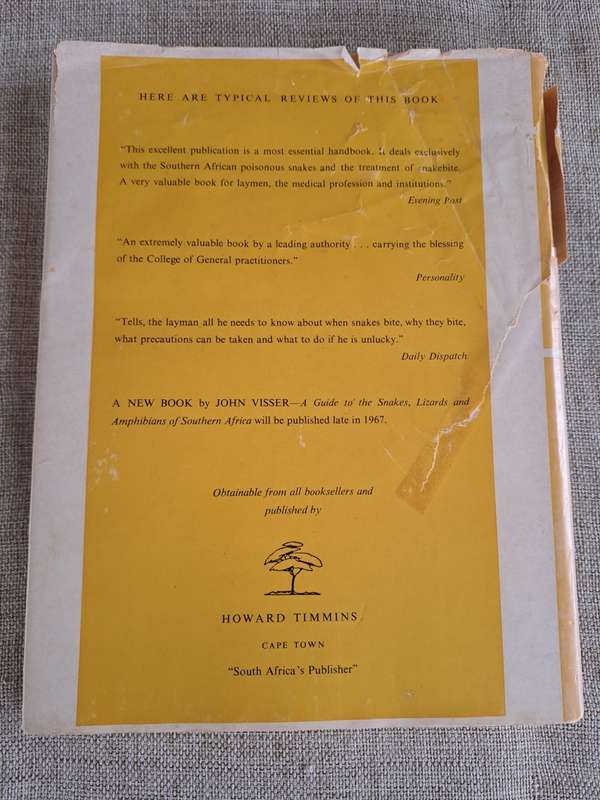 HERE ARE TYPICAL REVIEWS OF THIS BOOK
“This excellent publication is a most essential handbook. It deals exclusively
with the Southern African poisonous snakes and the treatment of snakebite.
A very valuable book for laymen, the medical profession and institutions.”
Evening Post
“An extremely valuable book by a leading authority . . . carrying the blessing
of the College of General practitioners.”
Personality
“Tells, the layman all he needs to know about when snakes bite, why they bite,
what precautions can be taken and what to do if he is unlucky.”
Daily Dispatch
A NEW BOOK by JOHN VISSER—A Guide to the Snakes, Lizards and
Amphibians of Southern Africa will be published late in 1967.
Obtainable from all booksellers and
published by
HOWARD TIMMINS
CAPE TOWN
“South Africa's Publisher”